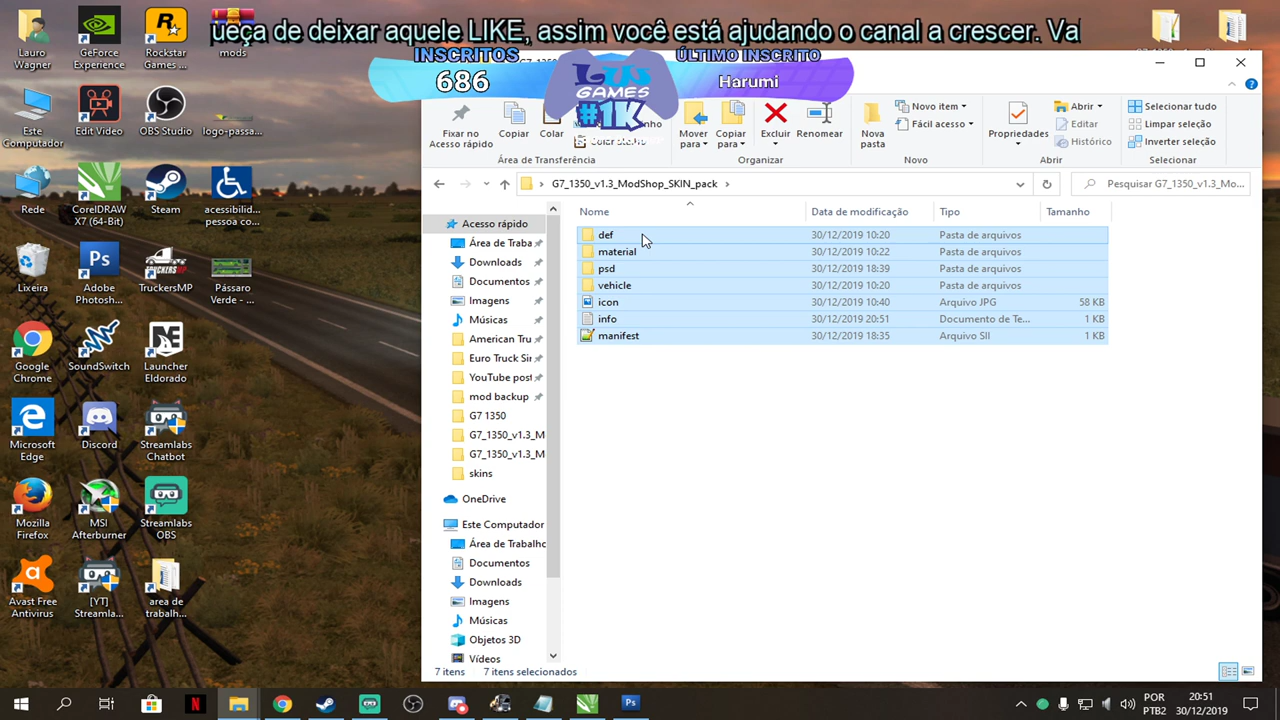 ueça de deixar aquele LIKE, assim você está ajudando o canal a crescer. Va
INSCRITOS
686
LUS
GAMES
#1K
ÚLTIMO INSCRITO
Harumi
Lauro
Wagner
GeForce
Experience
Rockstar
Games ...
mods
Este
Computador
Edit Video
OBS Studio
logo-passa...
Rede
CorelDRAW
X7 (64-Bit)
Steam
acessibilid...
pessoa co...
Lixeira
Adobe
Photosh...
TruckersMP
Pássaro
Verde - ...
Google
Chrome
SoundSwitch
Launcher
Eldorado
Microsoft
Edge
Discord
Streamlabs
Chatbot
Mozilla
Firefox
MSI
Afterburner
Streamlabs
OBS
Avast Free
Antivirus
[YT]
Streamla...
area de
trabalh...
Fixar no
Acesso rápido
Copiar
Colar
Área de Transferência
Mover
para
Copiar
para
Excluir
Renomear
Organizar
Nova
pasta
Novo item
Fácil acesso
Novo
Propriedades
Abrir
Editar
Histórico
Abrir
Selecionar tudo
Limpar seleção
Inverter seleção
Selecionar
G7_1350_v1.3_ModShop_SKIN_pack
Pesquisar G7_1350_v1.3_Mo...
Nome
Data de modificação
Tipo
Tamanho
def 30/12/2019 10:20 Pasta de arquivos
material 30/12/2019 10:22 Pasta de arquivos
psd 30/12/2019 18:39 Pasta de arquivos
vehicle 30/12/2019 10:20 Pasta de arquivos
icon 30/12/2019 10:40 Arquivo JPG 58 KB
info 30/12/2019 20:51 Documento de Te... 1 KB
manifest 30/12/2019 18:35 Arquivo SII 1 KB
Acesso rápido
Área de Traba
Downloads
Documentos
Imagens
Músicas
American Tru
Euro Truck Sir
YouTube post
mod backup
G7 1350
G7_1350_v1.3_M
G7_1350_v1.3_M
skins
OneDrive
Este Computador
Área de Trabalho
Documentos
Downloads
Imagens
Músicas
Objetos 3D
Vídeos
7 itens 7 itens selecionados
POR
PTB2
20:51
30/12/2019